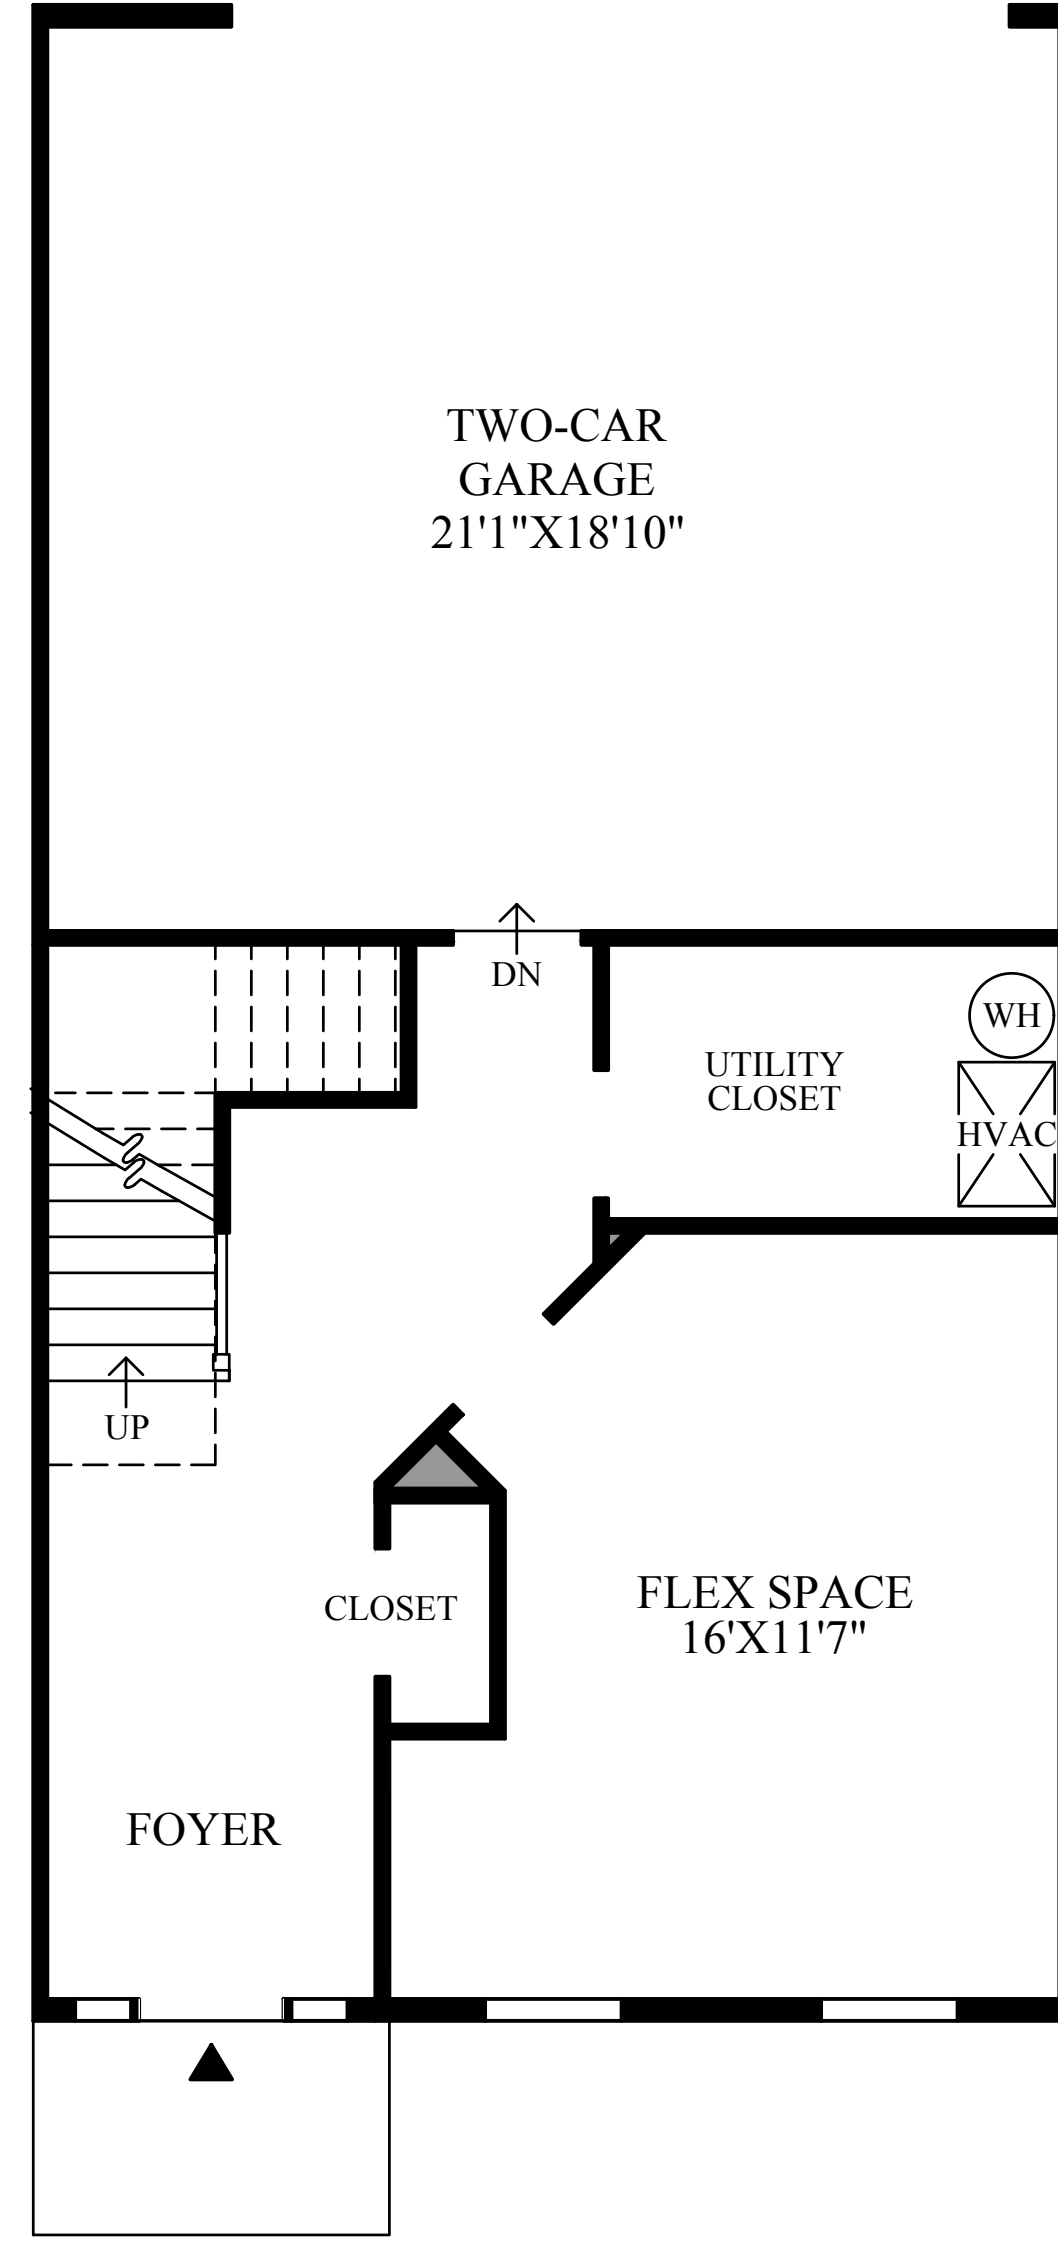 TWO-CAR
GARAGE
21'1"X18'10"
DN
WH
UTILITY
CLOSET
HVAC
UP
CLOSET
FLEX SPACE
16'X11'7"
FOYER